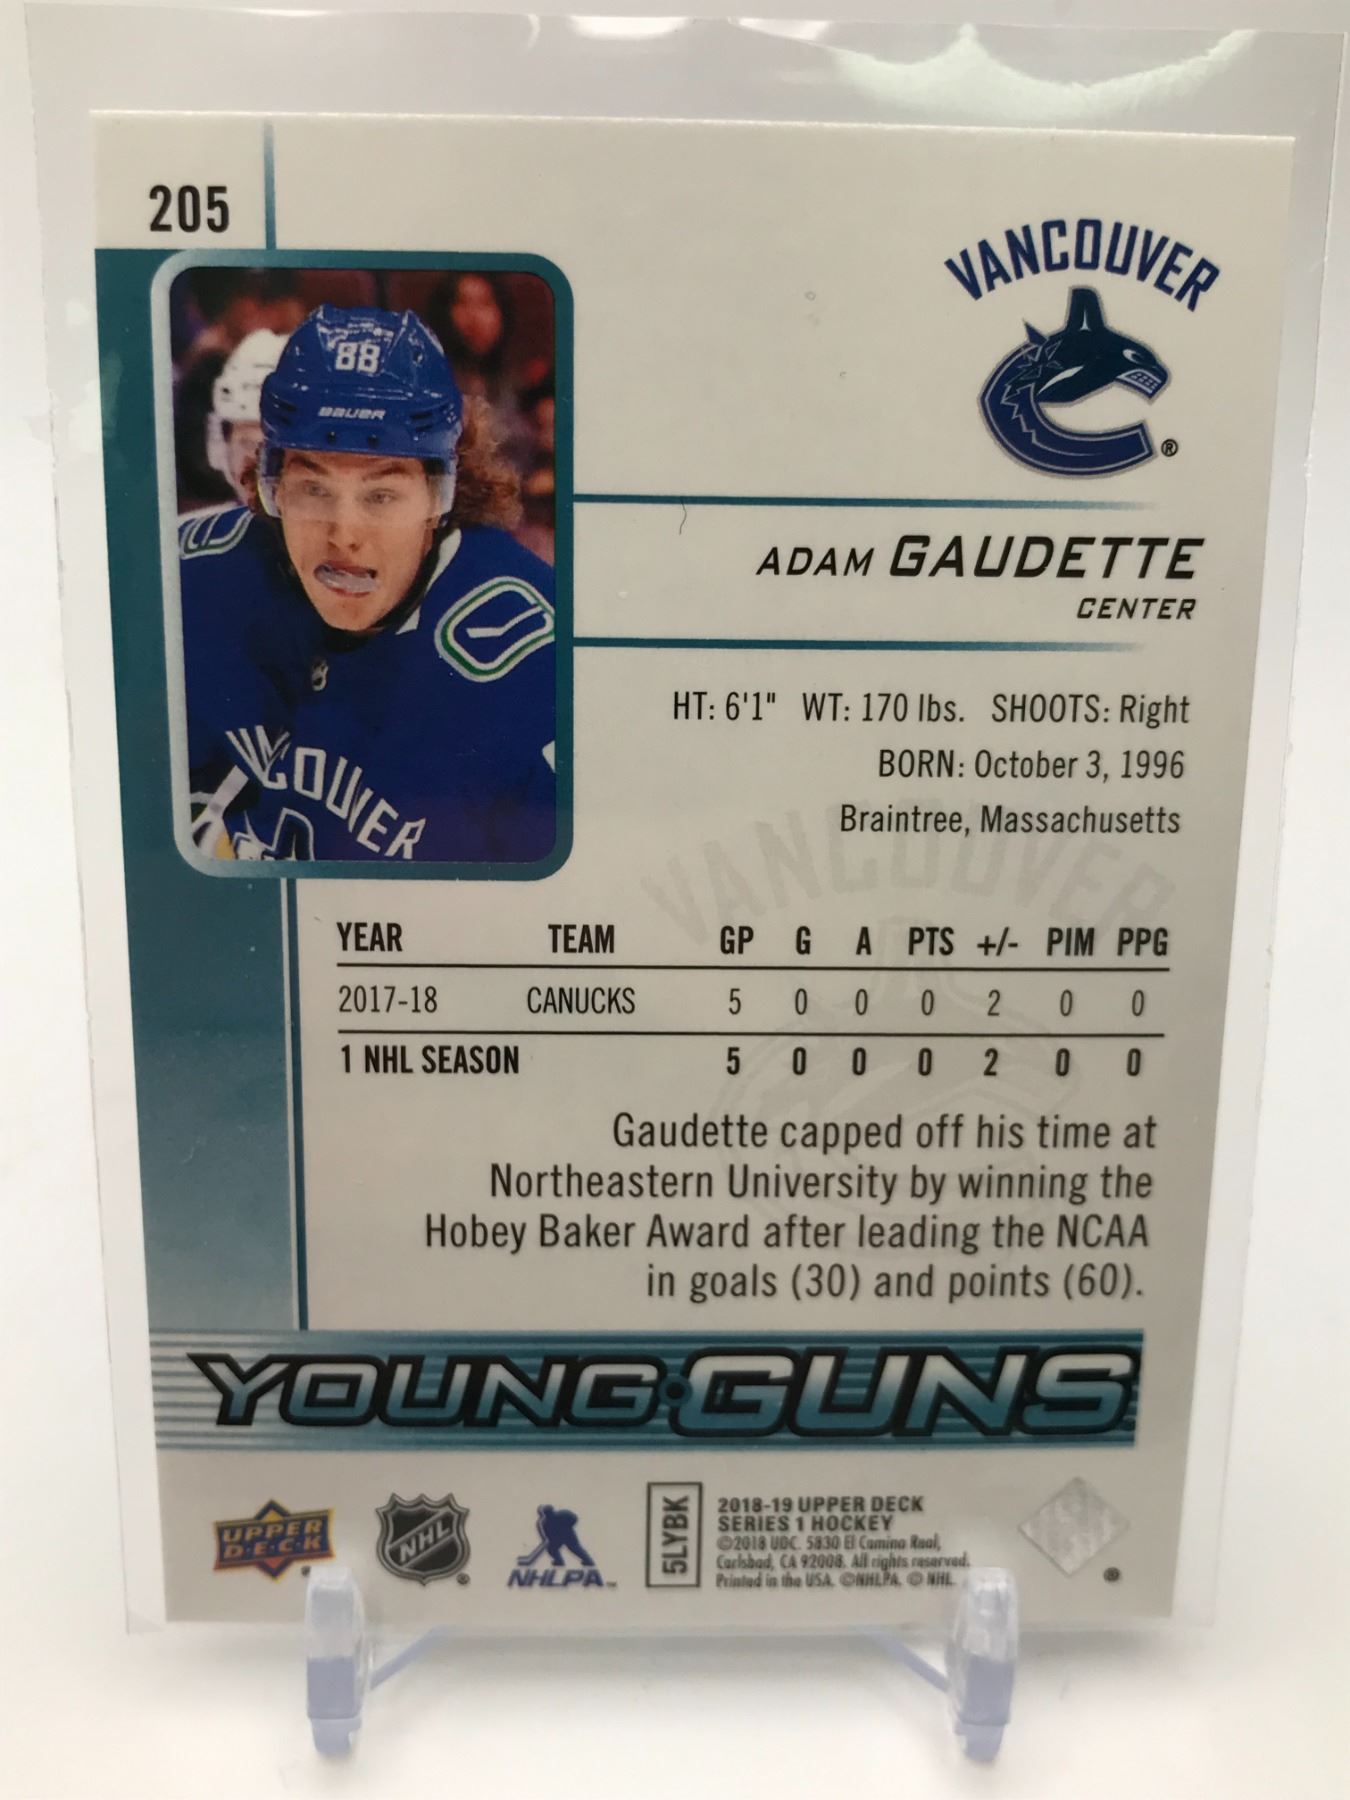 205
VANCOUVER
®
88
BAUER
VANCOUVER
ADAM GAUDETTE
CENTER
HT: 6'1" WT: 170 lbs. SHOOTS: Right
BORN: October 3, 1996
Braintree, Massachusetts
VANCOUVER
YEAR TEAM GP G A PTS +/- PIM PPG
2017-18 CANUCKS 5 0 0 0 2 0 0
1 NHL SEASON 5 0 0 0 2 0 0
Gaudette capped off his time at
Northeastern University by winning the
Hobey Baker Award after leading the NCAA
in goals (30) and points (60).
YOUNG GUNS
UPPER
D·E·C·K
NHL
®
NHLPA™
5LYBK
2018-19 UPPER DECK
SERIES 1 HOCKEY
©2018 UDC. 5830 El Camino Real,
Carlsbad, CA 92008. All rights reserved.
Printed in the USA. ©NHLPA. © NHL.
®